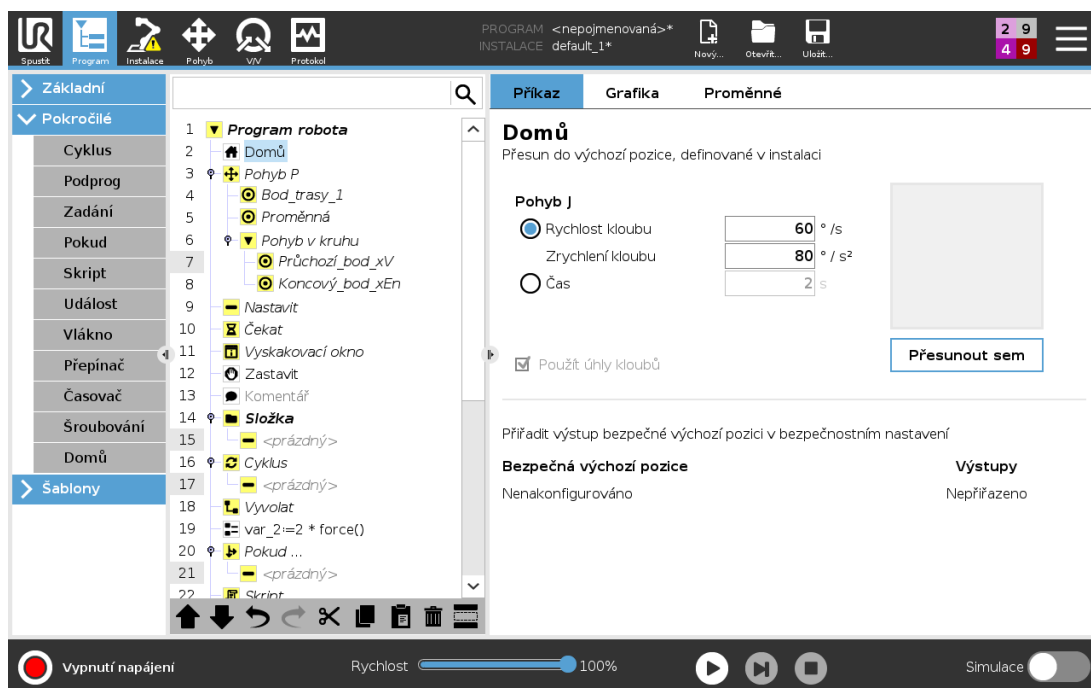 PROGRAM <nepojmenovaná>*
INSTALACE default_1*
UR
Spustit
Program
Instalace
Pohyb
V/V
Protokol
Nový...
Otevřít...
Uložit...
2 9
4 9
Základní
Pokročilé
Cyklus
Podprog
Zadání
Pokud
Skript
Událost
Vlákno
Přepínač
Časovač
Šroubování
Domů
Šablony
1 Program robota
2 Domů
3 Pohyb P
4 Bod_trasy_1
5 Proměnná
6 Pohyb v kruhu
7 Průchozí_bod_xV
8 Koncový_bod_xEn
9 Nastavit
10 Čekat
11 Vyskakovací okno
12 Zastavit
13 Komentář
14 Složka
15 <prázdný>
16 Cyklus
17 <prázdný>
18 Vyvolat
19 var_2:=2 * force()
20 Pokud ...
21 <prázdný>
22 Skript
Příkaz
Grafika
Proměnné
Domů
Přesun do výchozí pozice, definované v instalaci
Pohyb J
Rychlost kloubu 60 °/s
Zrychlení kloubu 80 ° / s²
Čas 2 s
Použít úhly kloubů
Přesunout sem
Přiřadit výstup bezpečné výchozí pozici v bezpečnostním nastavení
Bezpečná výchozí pozice Výstupy
Nenakonfigurováno Nepřiřazeno
Vypnutí napájení
Rychlost 100%
Simulace